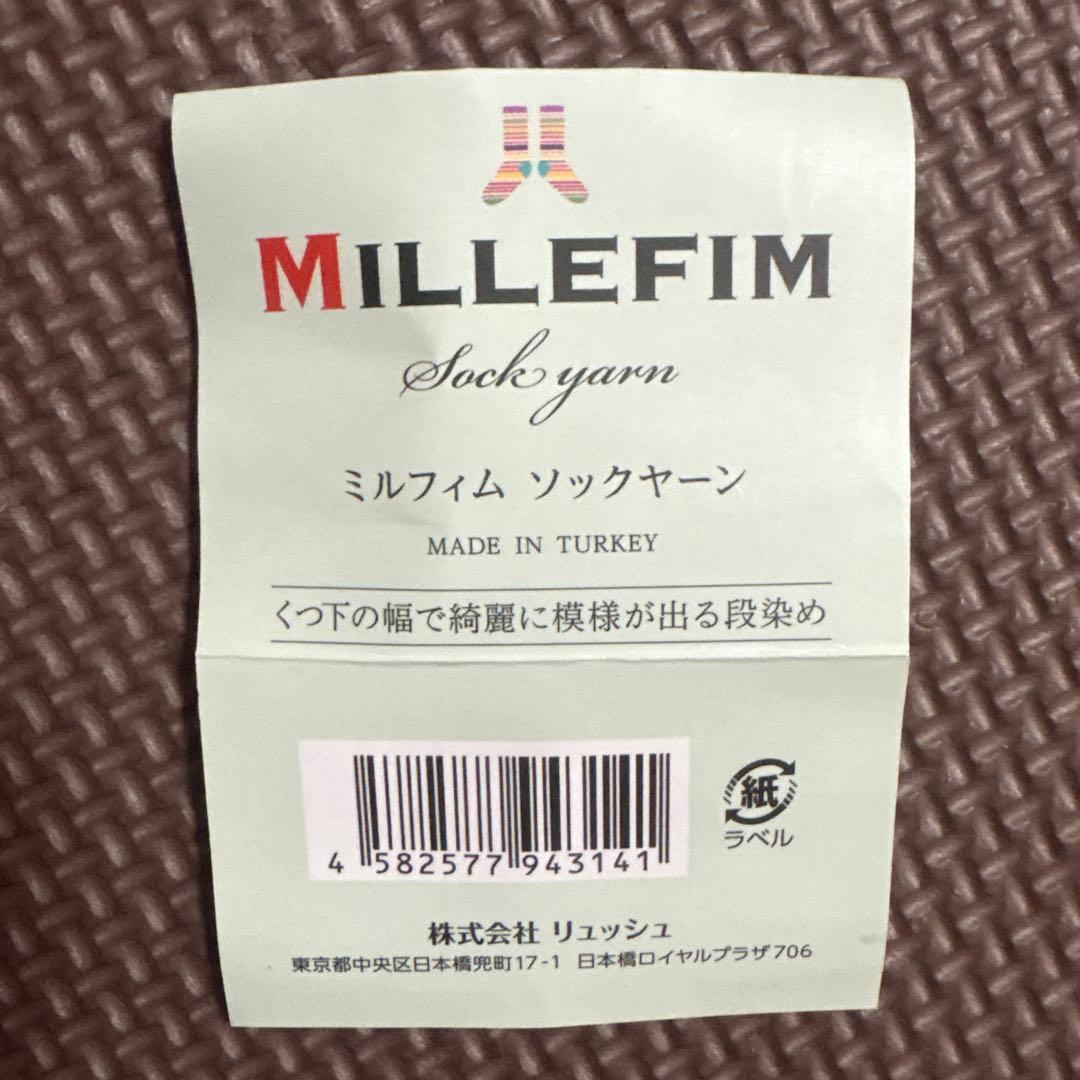 MILLEFIM
Sock yarn
ミルフィム ソックヤーン
MADE IN TURKEY
くつ下の幅で綺麗に模様が出る段染め
4 582577 943141
紙
ラベル
株式会社 リュッシュ
東京都中央区日本橋兜町17-1 日本橋ロイヤルプラザ706